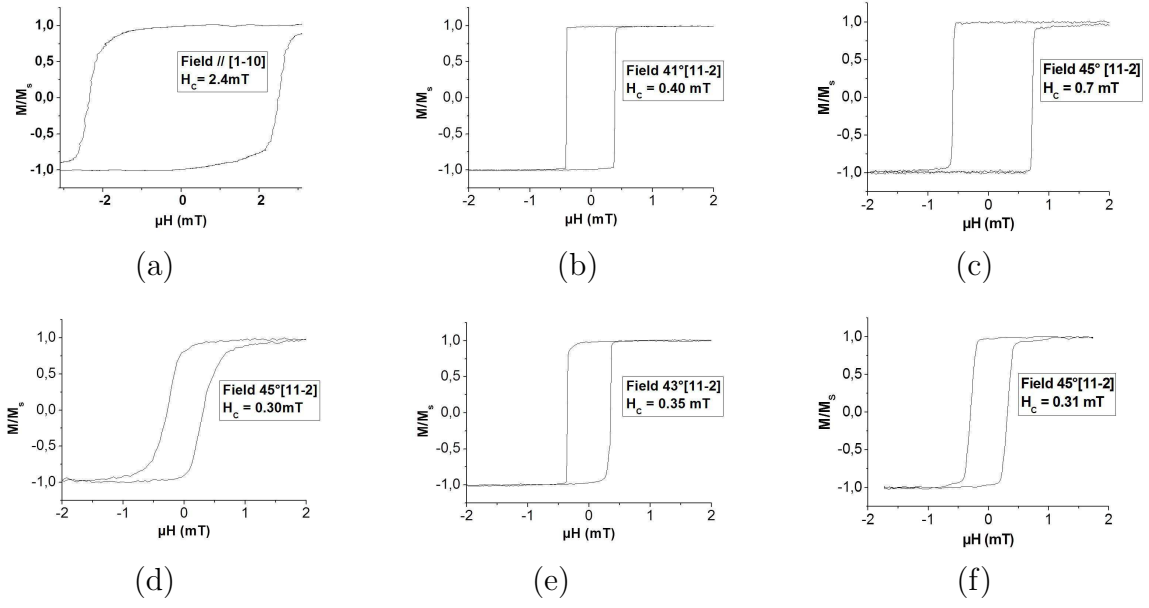 1,0
0,5
0,0
-0,5
-1,0
M/Ms
-2
0
2
µH (mT)
Field // [1-10]
HC= 2.4mT
(a)
1,0
0,5
0,0
-0,5
-1,0
M/Ms
-2
-1
0
1
2
µH (mT)
Field 41°[11-2]
HC = 0.40 mT
(b)
1,0
0,5
0,0
-0,5
-1,0
M/Ms
-2
-1
0
1
2
µH (mT)
Field 45° [11-2]
HC = 0.7 mT
(c)
1,0
0,5
0,0
-0,5
-1,0
M/Ms
-2
-1
0
1
2
µH (mT)
Field 45°[11-2]
HC = 0.30mT
(d)
1,0
0,5
0,0
-0,5
-1,0
M/Ms
-2
-1
0
1
2
µH (mT)
Field 43°[11-2]
HC = 0.35 mT
(e)
1,0
0,5
0,0
-0,5
-1,0
M/MS
-2
-1
0
1
2
µH (mT)
Field 45°[11-2]
HC = 0.31 mT
(f)